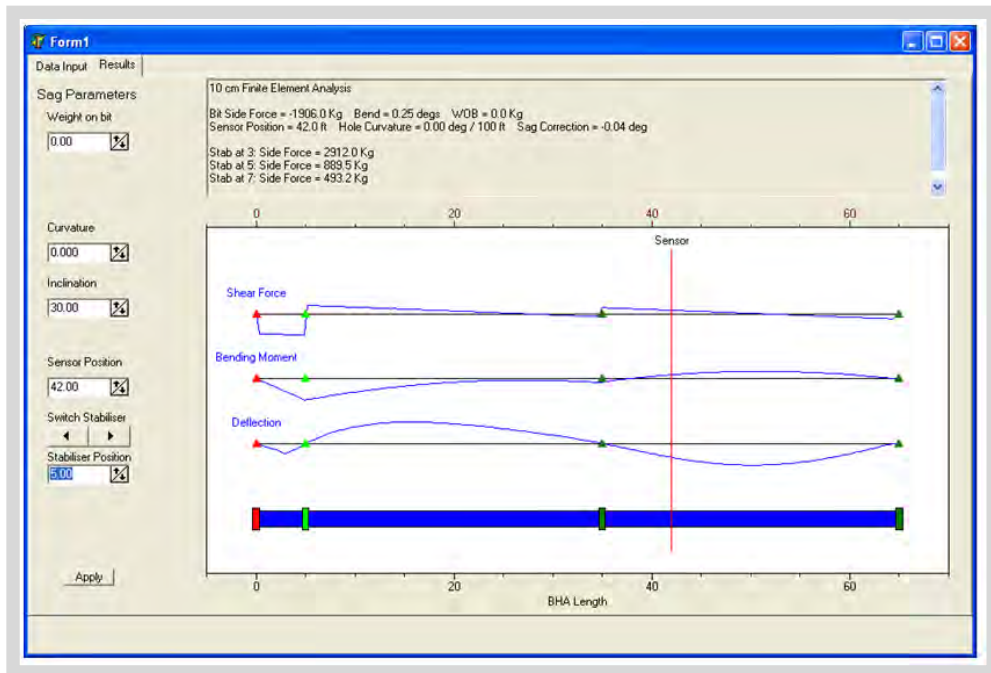 Form1
Data Input Results
Sag Parameters
Weight on bit
0.00
10 cm Finite Element Analysis
Bit Side Force = -1906.0 Kg Bend = 0.25 degs WOB = 0.0 Kg
Sensor Position = 42.0 ft Hole Curvature = 0.00 deg / 100 ft Sag Correction = -0.04 deg
Stab at 3: Side Force = 2912.0 Kg
Stab at 5: Side Force = 889.5 Kg
Stab at 7: Side Force = 493.2 Kg
Curvature
0.000
Inclination
30.00
Sensor Position
42.00
Switch Stabiliser
Stabiliser Position
5.00
Apply
0 20 40 60
Sensor
Shear Force
Bending Moment
Deflection
0 20 40 60
BHA Length